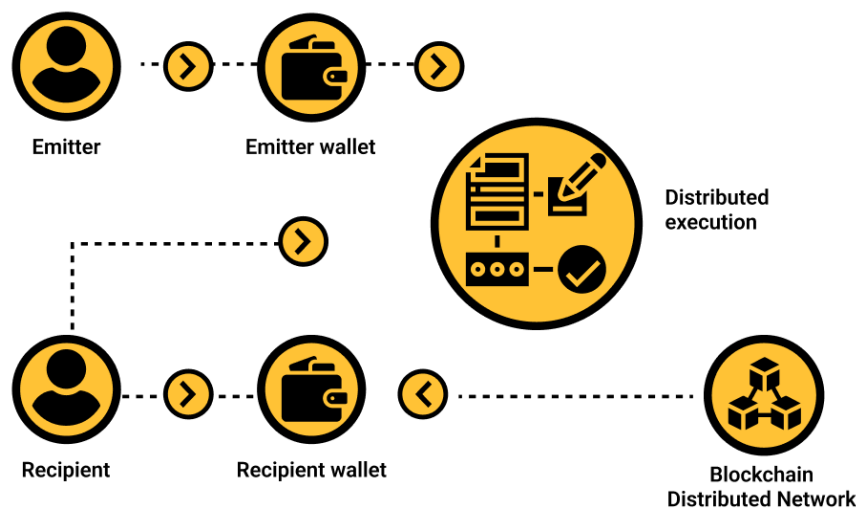 Emitter
Emitter wallet
Distributed
execution
Recipient
Recipient wallet
Blockchain
Distributed Network